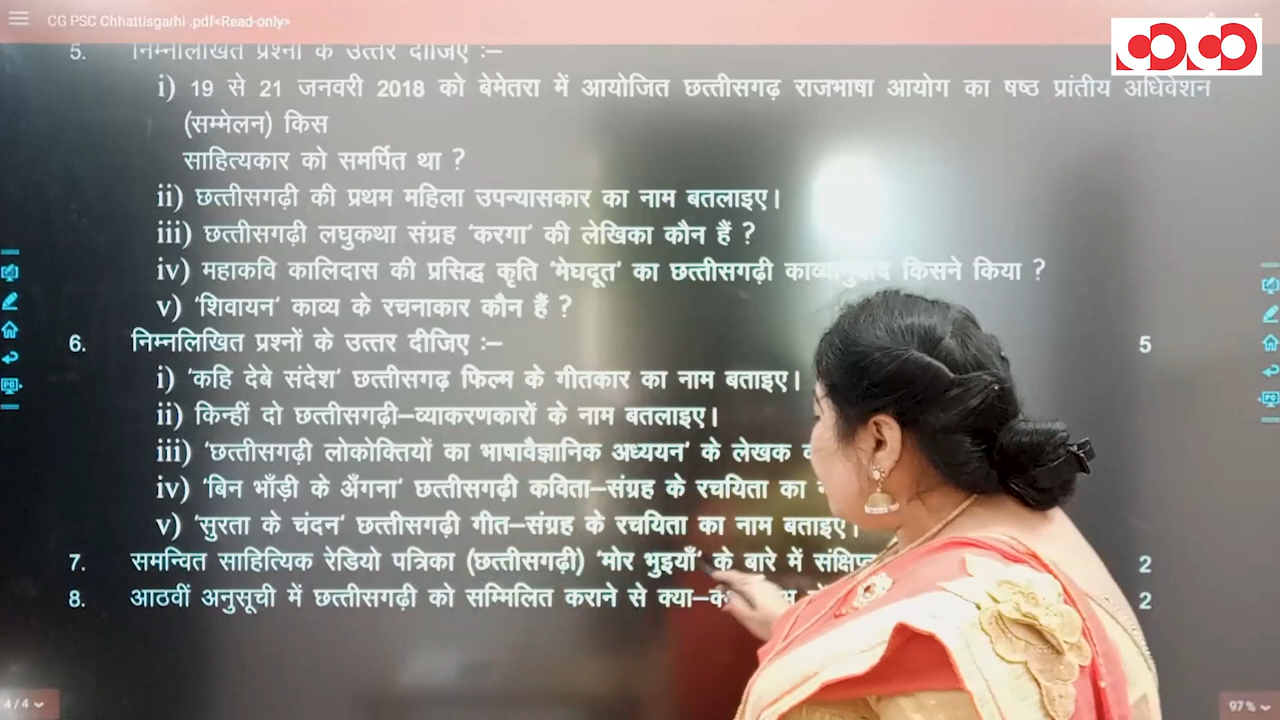 CG PSC Chhattisgarhi .pdf<Read-only>
5. निम्नलिखित प्रश्नों के उत्तर दीजिए :–
i) 19 से 21 जनवरी 2018 को बेमेतरा में आयोजित छत्तीसगढ़ राजभाषा आयोग का षष्ठ प्रांतीय अधिवेशन
(सम्मेलन) किस
साहित्यकार को समर्पित था ?
ii) छत्तीसगढ़ी की प्रथम महिला उपन्यासकार का नाम बतलाइए।
iii) छत्तीसगढ़ी लघुकथा संग्रह ‘करगा’ की लेखिका कौन हैं ?
iv) महाकवि कालिदास की प्रसिद्ध कृति ‘मेघदूत’ का छत्तीसगढ़ी काव्यानुवाद किसने किया ?
v) ‘शिवायन’ काव्य के रचनाकार कौन हैं ?
6. निम्नलिखित प्रश्नों के उत्तर दीजिए :– 5
i) ‘कहि देबे संदेश’ छत्तीसगढ़ फिल्म के गीतकार का नाम बताइए।
ii) किन्हीं दो छत्तीसगढ़ी–व्याकरणकारों के नाम बतलाइए।
iii) ‘छत्तीसगढ़ी लोकोक्तियों का भाषावैज्ञानिक अध्ययन’ के लेखक
iv) ‘बिन भाँड़ी के अँगना’ छत्तीसगढ़ी कविता–संग्रह के रचयिता का
v) ‘सुरता के चंदन’ छत्तीसगढ़ी गीत–संग्रह के रचयिता का नाम बताइए।
7. समन्वित साहित्यिक रेडियो पत्रिका (छत्तीसगढ़ी) ‘मोर भुइयाँ’ के बारे में 2
8. आठवीं अनुसूची में छत्तीसगढ़ी को सम्मिलित कराने से 2
4 / 4
97%